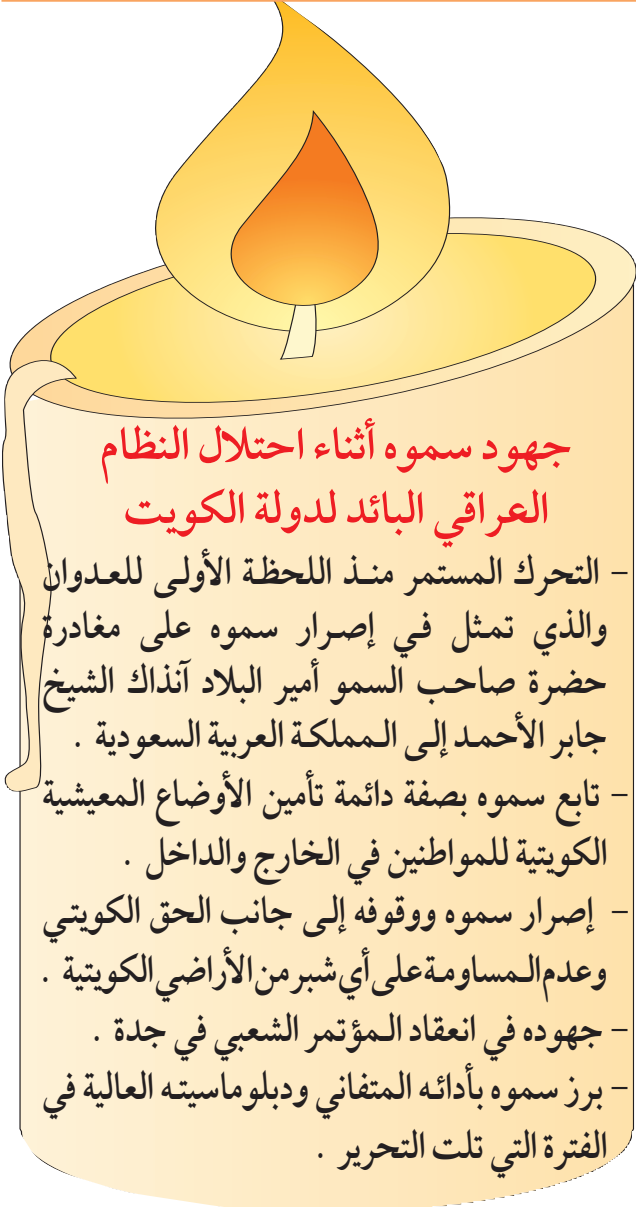 جهود سموه أثناء احتلال النظام
العراقي البائد لدولة الكويت
– التحرك المستمر منذ اللحظة الأولى للعدوان
والذي تمثل في إصرار سموه على مغادرة
حضرة صاحب السمو أمير البلاد آنذاك الشيخ
جابر الأحمد إلى المملكة العربية السعودية .
– تابع سموه بصفة دائمة تأمين الأوضاع المعيشية
الكويتية للمواطنين في الخارج والداخل .
– إصرار سموه ووقوفه إلى جانب الحق الكويتي
وعدم المساومة على أي شبر من الأراضي الكويتية .
– جهوده في انعقاد المؤتمر الشعبي في جدة .
– برز سموه بأدائه المتفاني ودبلوماسيته العالية في
الفترة التي تلت التحرير .